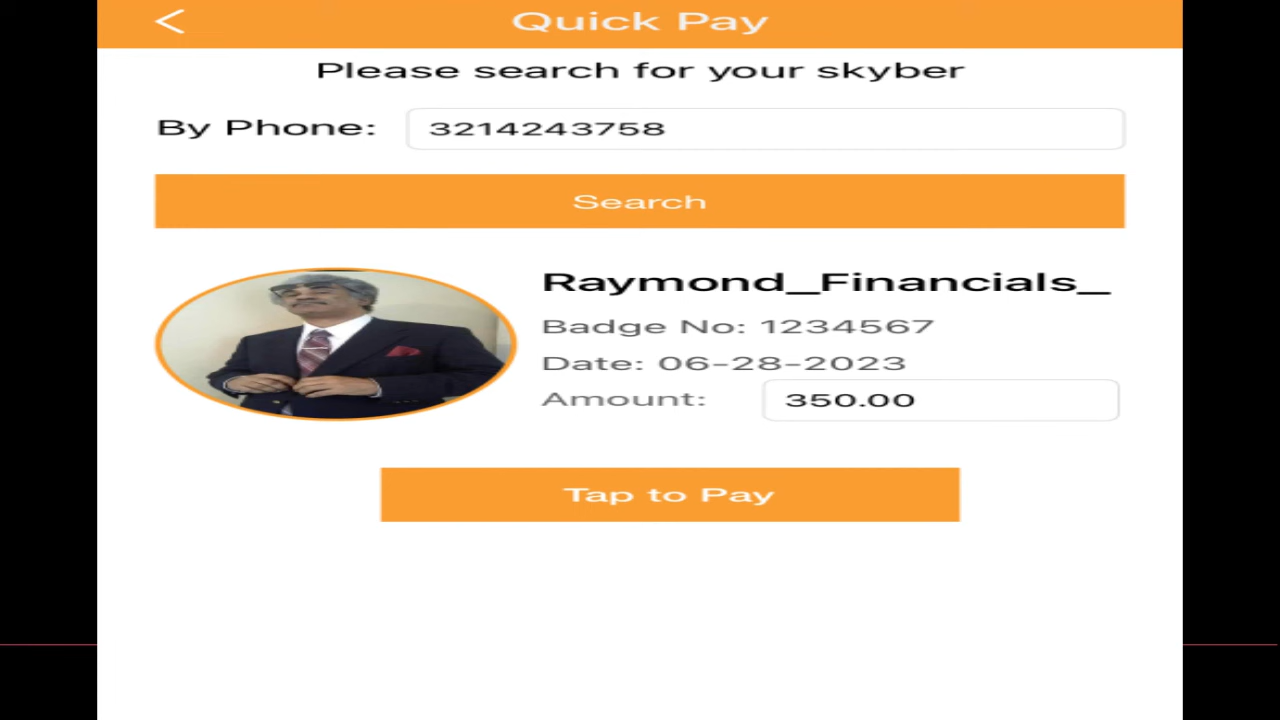 Quick Pay
Please search for your skyber
By Phone: 3214243758
Search
Raymond_Financials_
Badge No: 1234567
Date: 06-28-2023
Amount: 350.00
Tap to Pay